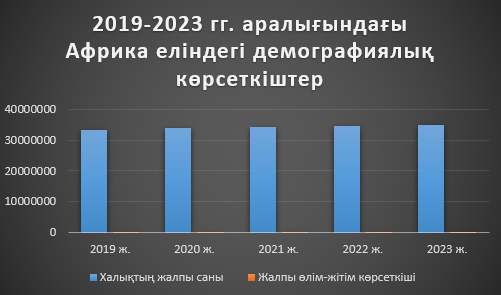 2019-2023 гг. аралығындағы
Африка еліндегі демографиялық
көрсеткіштер
40000000
30000000
20000000
10000000
0
2019 ж. 2020 ж. 2021 ж. 2022 ж. 2023 ж.
Халықтың жалпы саны Жалпы өлім-жітім көрсеткіші